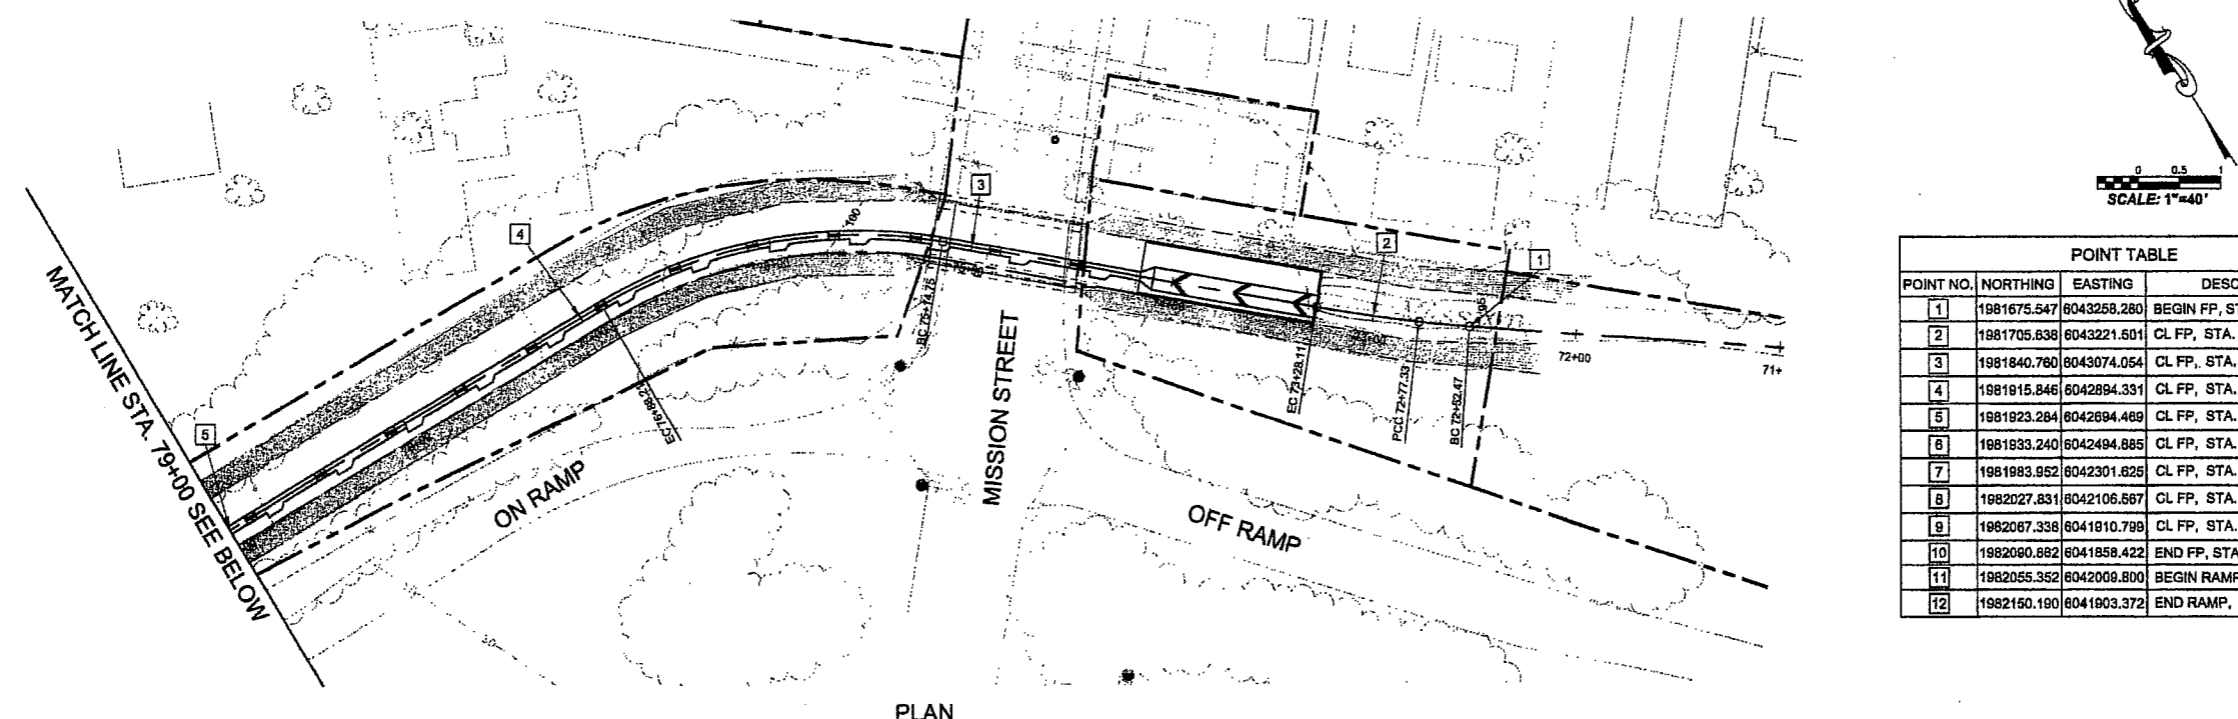 3
4
2
1
100
BC 75+14.75
72+00
71+
EC 73+28.11
PCC 72+77.33
BC 72+52.47
MISSION STREET
5
ON RAMP
OFF RAMP
MATCH LINE STA. 79+00 SEE BELOW
PLAN
0 0.5 1
SCALE: 1"=40'
POINT TABLE
POINT NO. NORTHING EASTING DESC
1 1981675.547 6043258.280 BEGIN FP, ST
2 1981705.638 6043221.501 CL FP, STA.
3 1981840.760 6043074.054 CL FP,. STA.
4 1981915.846 6042894.331 CL FP, STA.
5 1981923.284 6042694.469 CL FP, STA.
6 1981933.240 6042494.885 CL FP, STA.
7 1981983.952 6042301.625 CL FP, STA.
8 1982027.831 6042106.567 CL FP, STA.
9 1982067.338 6041910.799 CL FP, STA.
10 1982090.882 6041858.422 END FP, STA
11 1982055.352 6042009.800 BEGIN RAMP
12 1982150.190 6041903.372 END RAMP,